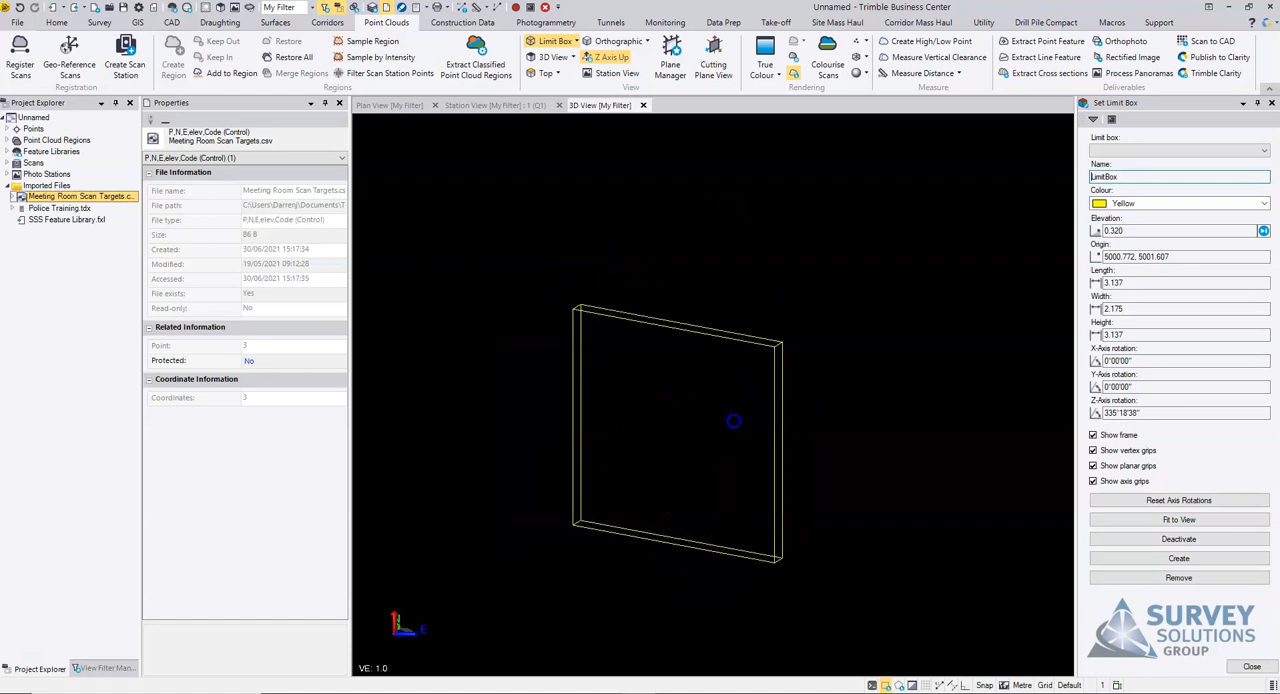 Unnamed - Trimble Business Center
My Filter
File Home Survey GIS CAD Draughting Surfaces Corridors Point Clouds Construction Data Photogrammetry Tunnels Monitoring Data Prep Take-off Site Mass Haul Corridor Mass Haul Utility Drill Pile Compact Macros Support
Register Scans
Geo-Reference Scans
Create Scan Station
Registration
Create Region
Keep Out
Keep In
Add to Region
Restore
Restore All
Merge Regions
Sample Region
Sample by Intensity
Filter Scan Station Points
Extract Classified Point Cloud Regions
Regions
Limit Box
3D View
Top
Orthographic
Z Axis Up
Station View
Plane Manager
Cutting Plane View
View
True Colour
Colourise Scans
Rendering
Create High/Low Point
Measure Vertical Clearance
Measure Distance
Measure
Extract Point Feature
Extract Line Feature
Extract Cross sections
Orthophoto
Rectified Image
Process Panoramas
Scan to CAD
Publish to Clarity
Trimble Clarity
Deliverables
Project Explorer
Unnamed
Points
Point Cloud Regions
Feature Libraries
Scans
Photo Stations
Imported Files
Meeting Room Scan Targets.c...
Police Training.tdx
SSS Feature Library.fxl
Project Explorer View Filter Man...
Properties
P,N,E,elev,Code (Control)
Meeting Room Scan Targets.csv
P,N,E,elev,Code (Control) (1)
File Information
File name: Meeting Room Scan Targets.cs
File path: C:\Users\Darrenj\Documents\T
File type: P,N,E,elev,Code (Control)
Size: 86 B
Created: 30/06/2021 15:17:34
Modified: 19/05/2021 09:12:28
Accessed: 30/06/2021 15:17:35
File exists: Yes
Read-only: No
Related Information
Point: 3
Protected: No
Coordinate Information
Coordinates: 3
Plan View [My Filter] Station View [My Filter] : 1 (Q1) 3D View [My Filter]
E
VE: 1.0
Set Limit Box
Limit box:
Name:
LimitBox
Colour:
Yellow
Elevation:
0.320
Origin:
5000.772, 5001.607
Length:
3.137
Width:
2.175
Height:
3.137
X-Axis rotation:
0°00'00"
Y-Axis rotation:
0°00'00"
Z-Axis rotation:
335°18'38"
Show frame
Show vertex grips
Show planar grips
Show axis grips
Reset Axis Rotations
Fit to View
Deactivate
Create
Remove
SURVEY
SOLUTIONS
GROUP
Close
Snap Metre Grid Default 1